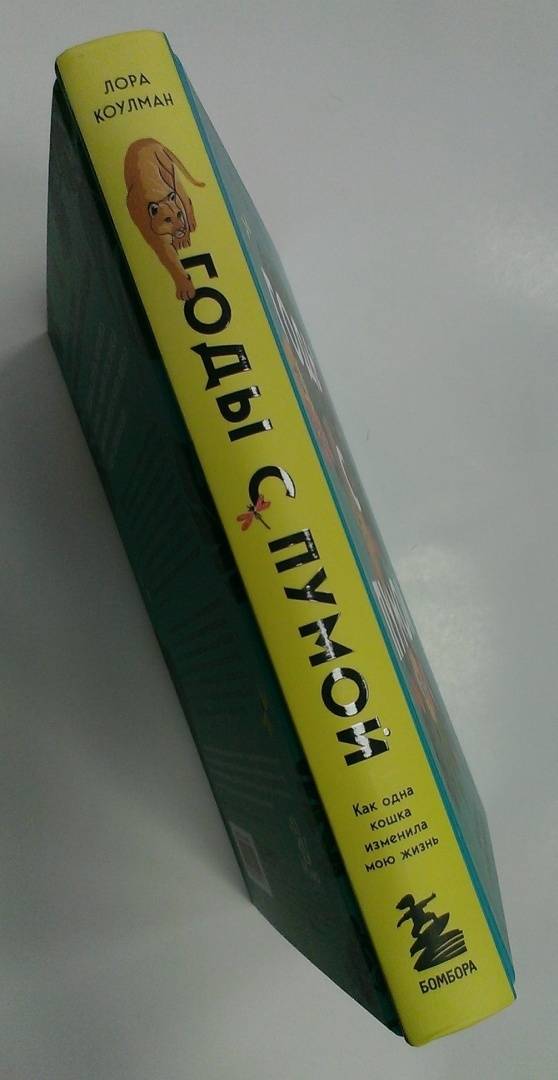 ЛОРА
КОУЛМАН
ГОДЫ С ПУМОЙ
Как одна
кошка
изменила
мою жизнь
БОМБОРА